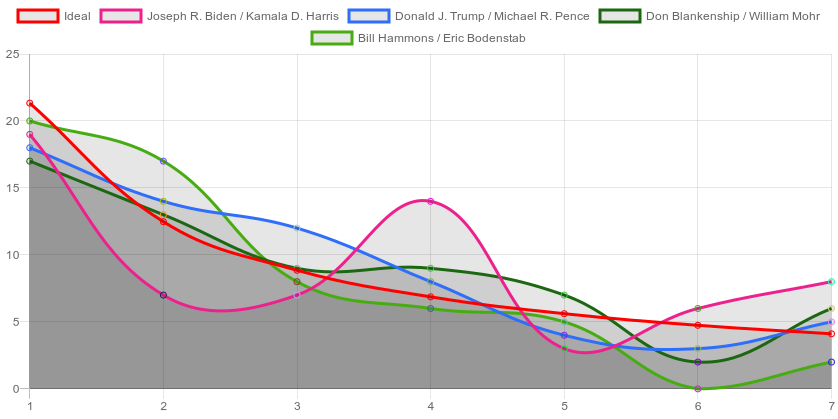 Ideal Joseph R. Biden / Kamala D. Harris Donald J. Trump / Michael R. Pence Don Blankenship / William Mohr
Bill Hammons / Eric Bodenstab
25
20
15
10
5
0
1 2 3 4 5 6 7